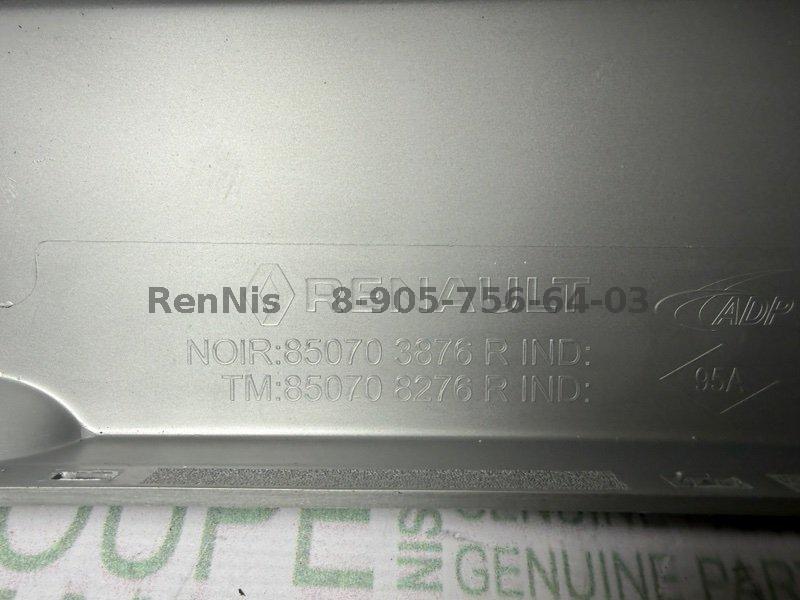 RENAULT
RenNis 8-905-756-64-03
ADP
NOIR:85070 3876 R IND:
TM:85070 8276 R IND:
95A
OUPE
NIS
GENUINE
GENUINE PAR